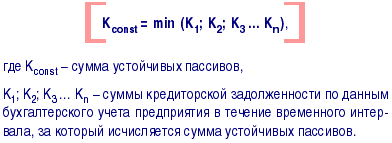 K const = min (K1; K2; K3 ... Kn),
где Kconst – сумма устойчивых пассивов,
K1; K2; K3 ... Kn – суммы кредиторской задолженности по данным
бухгалтерского учета предприятия в течение временного интер-
вала, за который исчисляется сумма устойчивых пассивов.